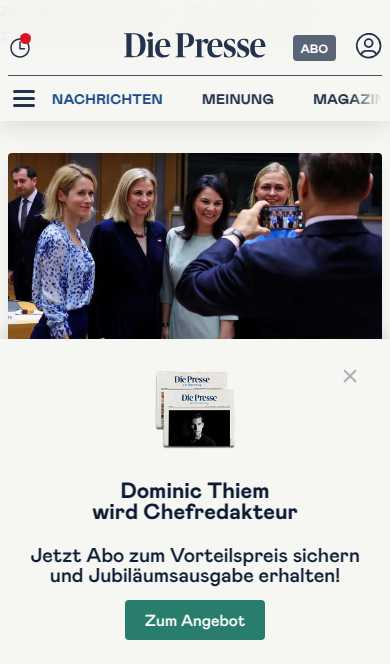 Die Presse
ABO
NACHRICHTEN MEINUNG MAGAZIN
Die Presse
Die Presse
Dominic Thiem
wird Chefredakteur
Jetzt Abo zum Vorteilspreis sichern
und Jubiläumsausgabe erhalten!
Zum Angebot